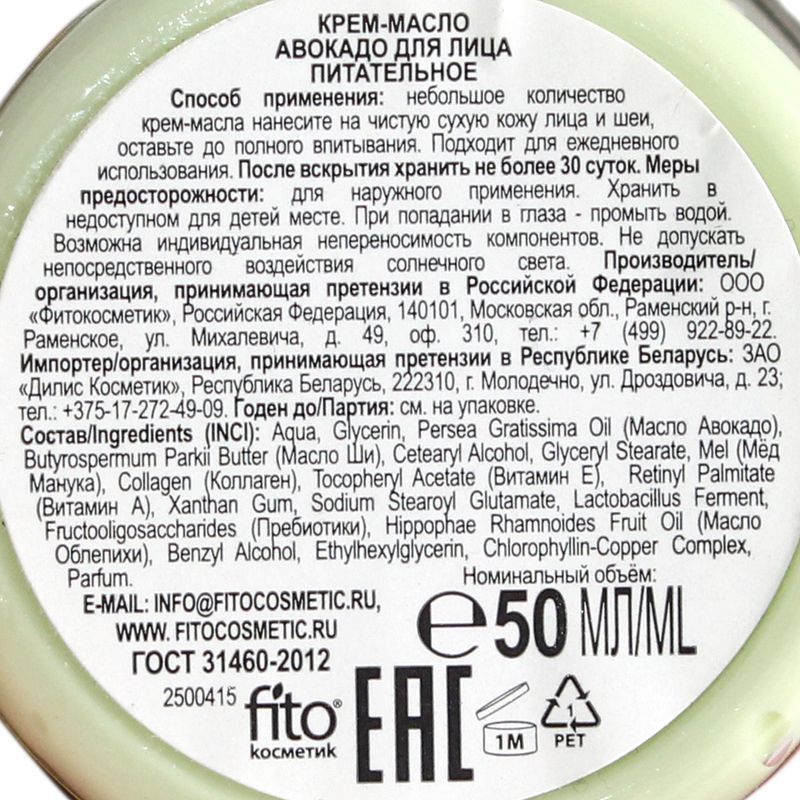 КРЕМ-МАСЛО
АВОКАДО ДЛЯ ЛИЦА
ПИТАТЕЛЬНОЕ
Способ применения: небольшое количество
крем-масла нанесите на чистую сухую кожу лица и шеи,
оставьте до полного впитывания. Подходит для ежедневного
использования. После вскрытия хранить не более 30 суток. Меры
предосторожности: для наружного применения. Хранить в
недоступном для детей месте. При попадании в глаза - промыть водой.
Возможна индивидуальная непереносимость компонентов. Не допускать
непосредственного воздействия солнечного света. Производитель/
организация, принимающая претензии в Российской Федерации: ООО
«Фитокосметик», Российская Федерация, 140101, Московская обл., Раменский р-н, г.
Раменское, ул. Михалевича, д. 49, оф. 310, тел.: +7 (499) 922-89-22.
Импортер/организация, принимающая претензии в Республике Беларусь: ЗАО
«Дилис Косметик», Республика Беларусь, 222310, г. Молодечно, ул. Дроздовича, д. 23;
тел.: +375-17-272-49-09. Годен до/Партия: см. на упаковке.
Состав/Ingredients (INCI): Aqua, Glycerin, Persea Gratissima Oil (Масло Авокадо),
Butyrospermum Parkii Butter (Масло Ши), Cetearyl Alcohol, Glyceryl Stearate, Mel (Мёд
Манука), Collagen (Коллаген), Tocopheryl Acetate (Витамин Е), Retinyl Palmitate
(Витамин А), Xanthan Gum, Sodium Stearoyl Glutamate, Lactobacillus Ferment,
Fructooligosaccharides (Пребиотики), Hippophae Rhamnoides Fruit Oil (Масло
Облепихи), Benzyl Alcohol, Ethylhexylglycerin, Chlorophyllin-Copper Complex,
Parfum.
Номинальный объём:
E-MAIL: INFO@FITOCOSMETIC.RU,
WWW. FITOCOSMETIC.RU
ГОСТ 31460-2012
℮ 50 МЛ/ML
2500415
fito®
косметик
EAC
1M
1
PET